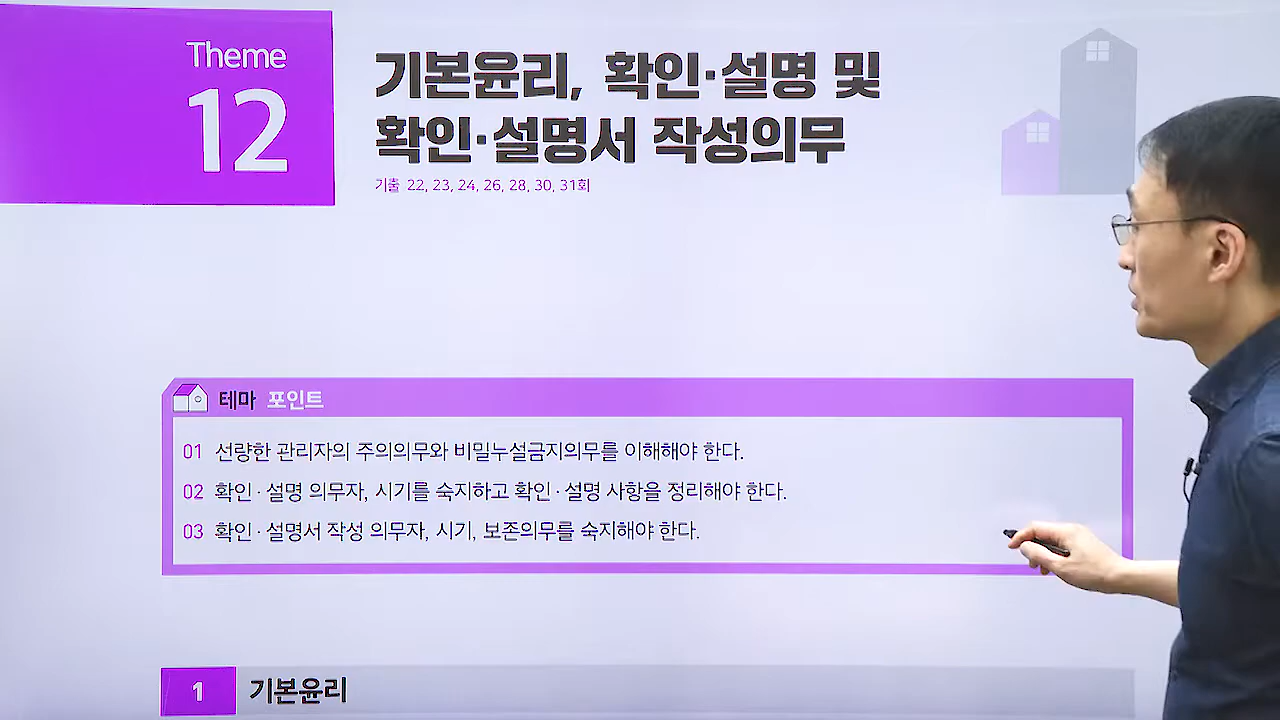 Theme
12
기본윤리, 확인·설명 및
확인·설명서 작성의무
기출 22, 23, 24, 26, 28, 30, 31회
테마 포인트
01 선량한 관리자의 주의의무와 비밀누설금지의무를 이해해야 한다.
02 확인·설명 의무자, 시기를 숙지하고 확인·설명 사항을 정리해야 한다.
03 확인·설명서 작성 의무자, 시기, 보존의무를 숙지해야 한다.
1 기본윤리